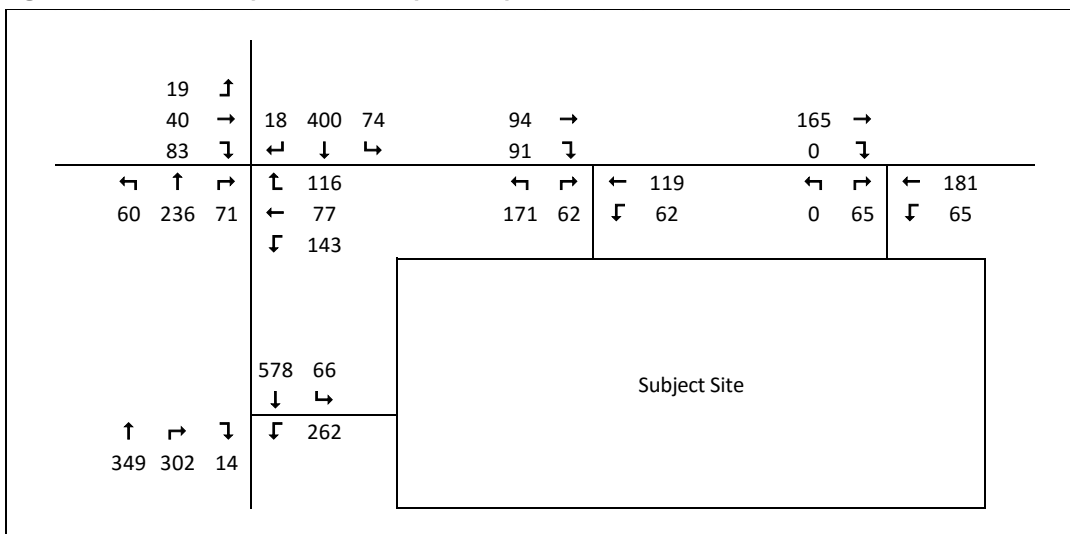 19 ⮥
40 → 18 400 74 94 → 165 →
83 ⮧ ↵ ↓ ↳ 91 ⮧ 0 ⮧
↰ ↑ ↱ ⮤ 116 ↰ ↱ ← 119 ↰ ↱ ← 181
60 236 71 ← 77 171 62 ↓ 62 0 65 ↓ 65
↓ 143
578 66 Subject Site
↓ ↳
↑ ↱ ⮧ ↓ 262
349 302 14